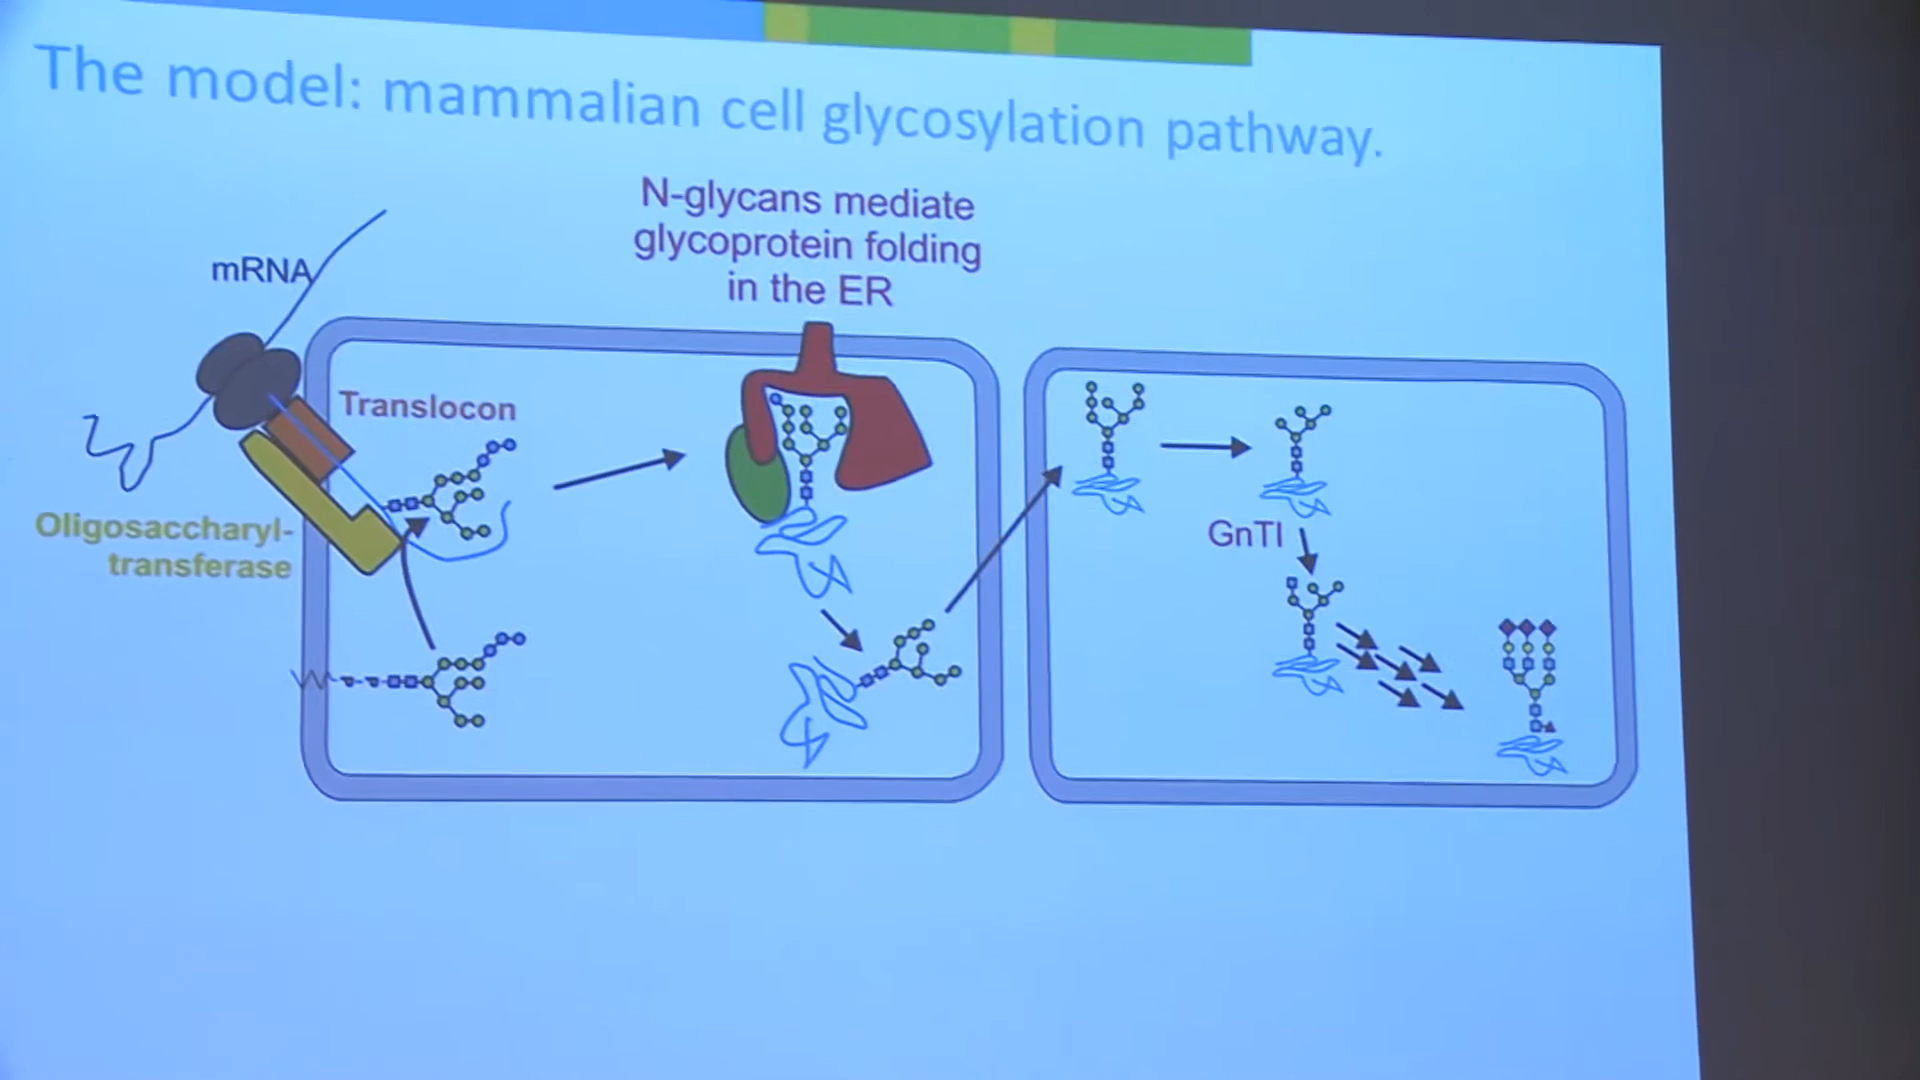 The model: mammalian cell glycosylation pathway.
N-glycans mediate
glycoprotein folding
in the ER
mRNA
Translocon
Oligosaccharyl-
transferase
GnTI